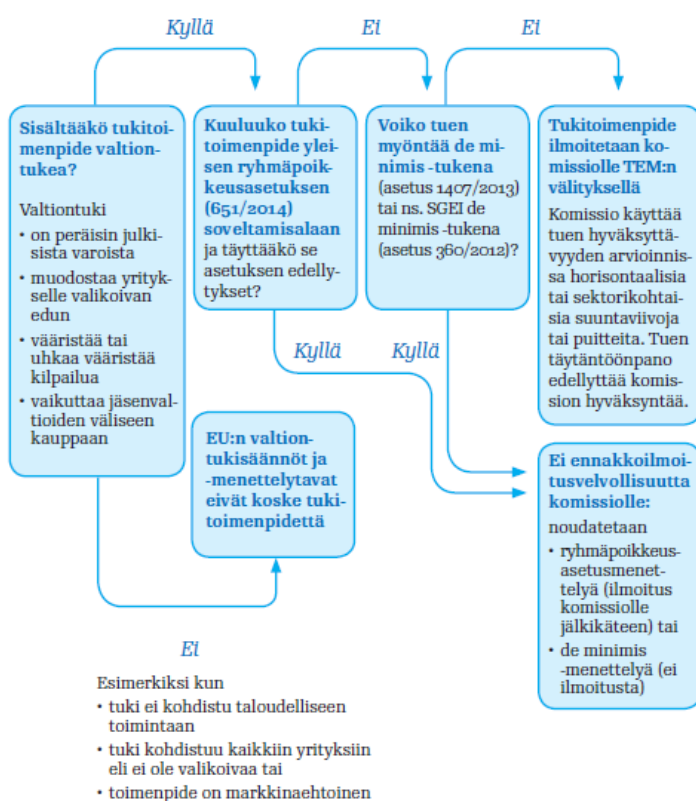 Kyllä
Ei
Ei
Sisältääkö tukitoi-
menpide valtion-
tukea?
Valtiontuki
• on peräisin julki-
sista varoista
• muodostaa yrityk-
selle valikoivan
edun
• vääristää tai
uhkaa vääristää
kilpailua
• vaikuttaa jäsenval-
tioiden väliseen
kauppaan
Kuuluuko tuki-
toimenpide ylei-
sen ryhmäpoik-
keusasetuksen
(651/2014)
soveltamisalaan
ja täyttääkö se
asetuksen edelly-
tykset?
Voiko tuen
myöntää de mi-
nimis -tukena
(asetus 1407/2013)
tai ns. SGEI de
minimis -tukena
(asetus 360/2012)?
Tukitoimenpide
ilmoitetaan ko-
missiolle TEM:n
välityksellä
Komissio käyttää
tuen hyväksyttä-
vyyden arvioinnis-
sa horisontaalisia
tai sektorikohtai-
sia suuntaviivoja
tai puitteita. Tuen
täytäntöönpano
edellyttää komis-
sion hyväksyntää.
Kyllä
Kyllä
EU:n valtion-
tukisäännöt ja
-menettelytavat
eivät koske tuki-
toimenpidettä
Ei ennakkoilmoi-
tusvelvollisuutta
komissiolle:
noudatetaan
• ryhmäpoikkeus-
asetusmenet-
telyä (ilmoitus
komissiolle
jälkikäteen) tai
• de minimis
-menettelyä (ei
ilmoitusta)
Ei
Esimerkiksi kun
• tuki ei kohdistu taloudelliseen
toimintaan
• tuki kohdistuu kaikkiin yrityksiin
eli ei ole valikoivaa tai
• toimenpide on markkinaehtoinen